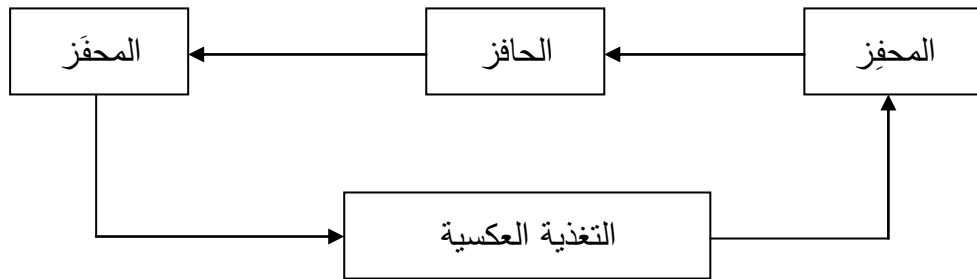 المحفِز
الحافز
المحفَز
التغذية العكسية